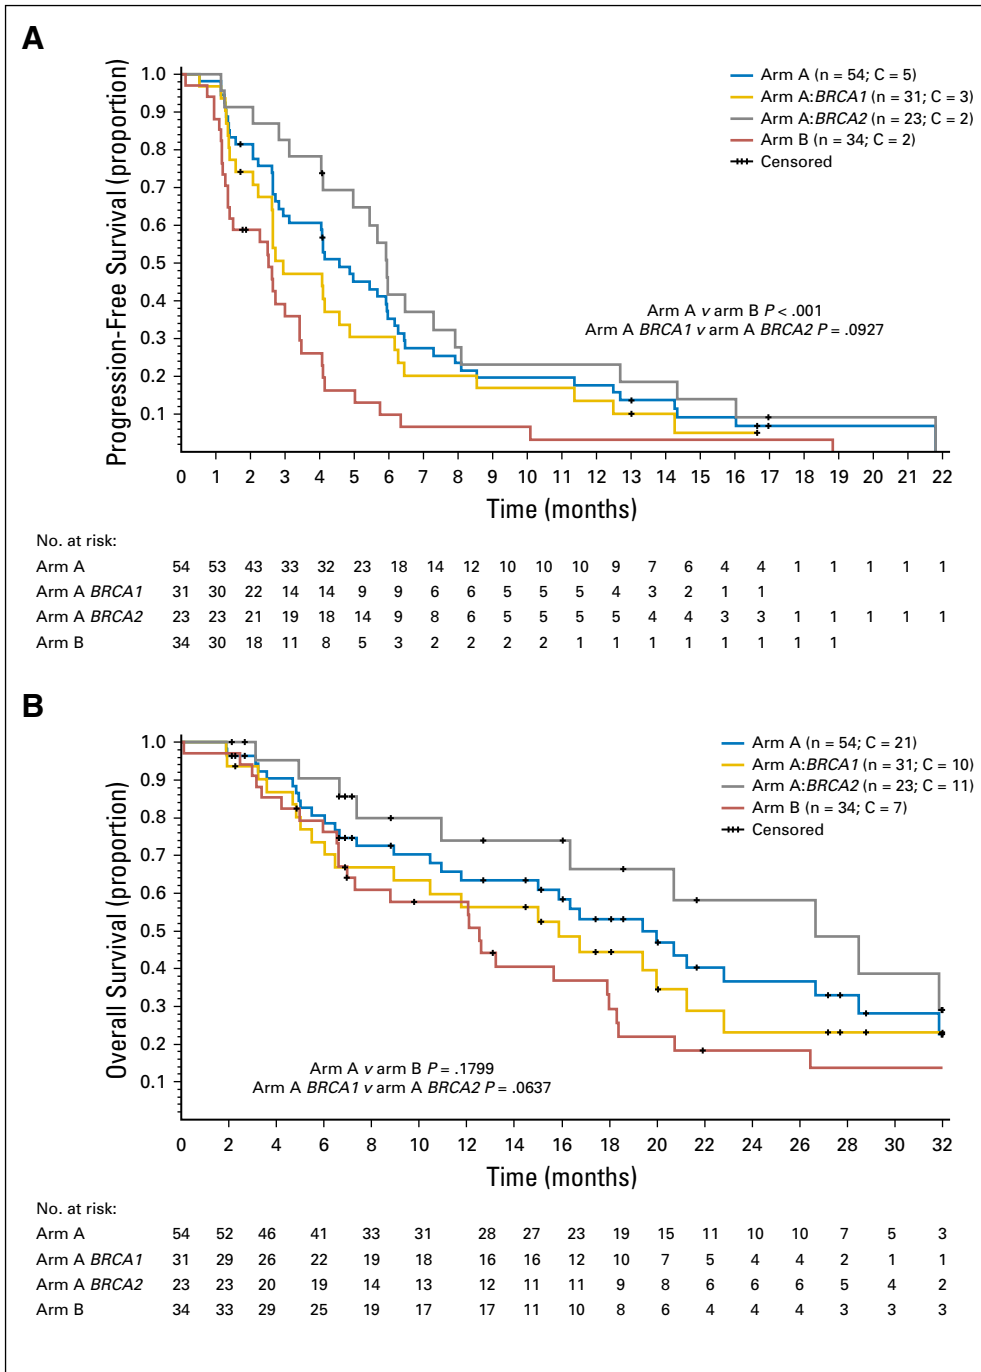 A
Progression-Free Survival (proportion)
1.0
0.9
0.8
0.7
0.6
0.5
0.4
0.3
0.2
0.1
Arm A (n = 54; C = 5)
Arm A:BRCA1 (n = 31; C = 3)
Arm A:BRCA2 (n = 23; C = 2)
Arm B (n = 34; C = 2)
Censored
Arm A v arm B P < .001
Arm A BRCA1 v arm A BRCA2 P = .0927
0 1 2 3 4 5 6 7 8 9 10 11 12 13 14 15 16 17 18 19 20 21 22
Time (months)
No. at risk:
Arm A 54 53 43 33 32 23 18 14 12 10 10 10 9 7 6 4 4 1 1 1 1 1
Arm A BRCA1 31 30 22 14 14 9 9 6 6 5 5 5 4 3 2 1 1
Arm A BRCA2 23 23 21 19 18 14 9 8 6 5 5 5 5 4 4 3 3 1 1 1 1 1
Arm B 34 30 18 11 8 5 3 2 2 2 2 1 1 1 1 1 1 1 1
B
Overall Survival (proportion)
1.0
0.9
0.8
0.7
0.6
0.5
0.4
0.3
0.2
0.1
Arm A (n = 54; C = 21)
Arm A:BRCA1 (n = 31; C = 10)
Arm A:BRCA2 (n = 23; C = 11)
Arm B (n = 34; C = 7)
Censored
Arm A v arm B P = .1799
Arm A BRCA1 v arm A BRCA2 P = .0637
0 2 4 6 8 10 12 14 16 18 20 22 24 26 28 30 32
Time (months)
No. at risk:
Arm A 54 52 46 41 33 31 28 27 23 19 15 11 10 10 7 5 3
Arm A BRCA1 31 29 26 22 19 18 16 16 12 10 7 5 4 4 2 1 1
Arm A BRCA2 23 23 20 19 14 13 12 11 11 9 8 6 6 6 5 4 2
Arm B 34 33 29 25 19 17 17 11 10 8 6 4 4 4 3 3 3